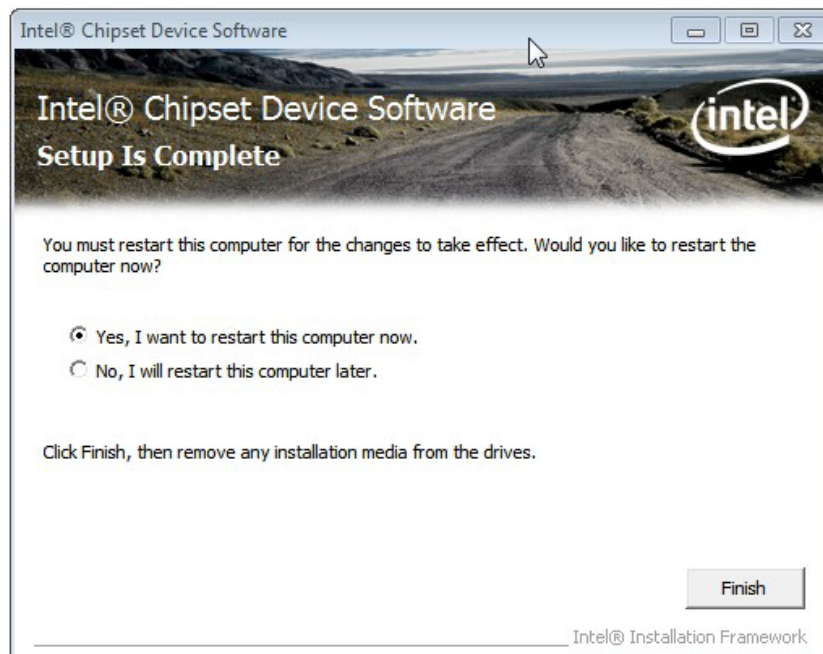 Intel® Chipset Device Software
Intel® Chipset Device Software
intel
Setup Is Complete
You must restart this computer for the changes to take effect. Would you like to restart the
computer now?
Yes, I want to restart this computer now.
No, I will restart this computer later.
Click Finish, then remove any installation media from the drives.
Finish
Intel® Installation Framework